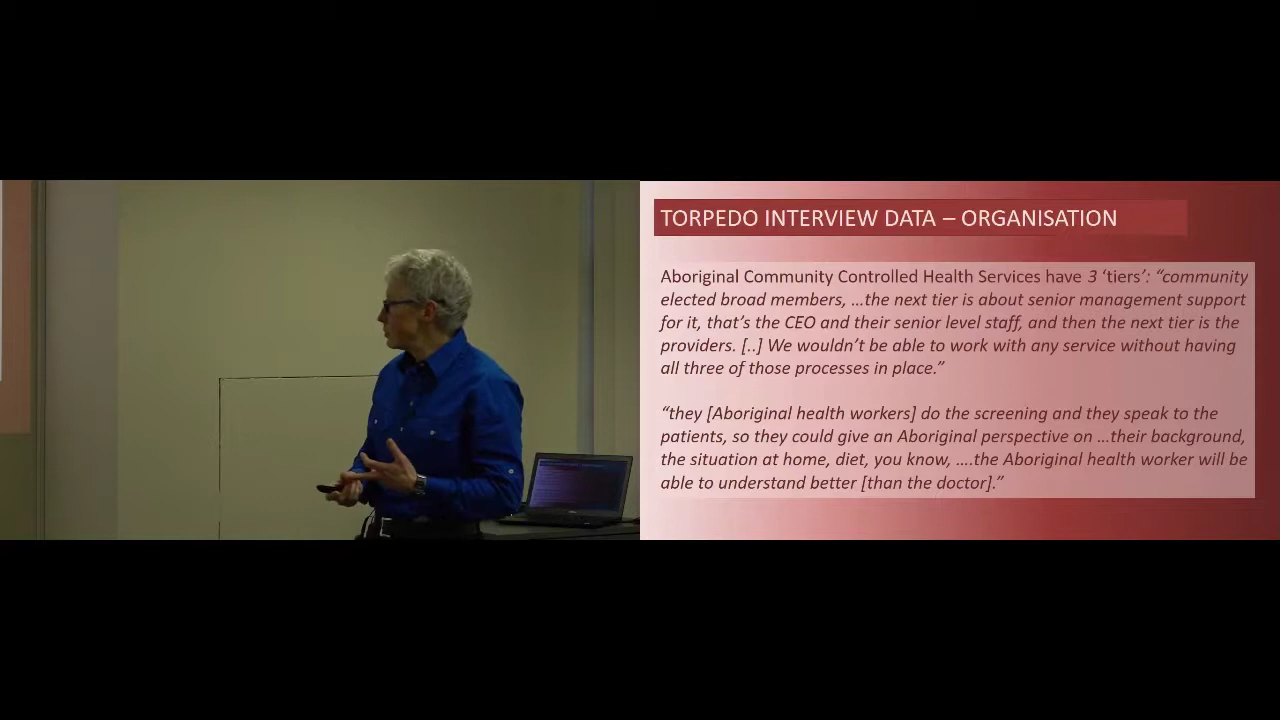 TORPEDO INTERVIEW DATA – ORGANISATION
Aboriginal Community Controlled Health Services have 3 ‘tiers’: “community
elected broad members, …the next tier is about senior management support
for it, that’s the CEO and their senior level staff, and then the next tier is the
providers. [..] We wouldn’t be able to work with any service without having
all three of those processes in place.”
“they [Aboriginal health workers] do the screening and they speak to the
patients, so they could give an Aboriginal perspective on …their background,
the situation at home, diet, you know, ….the Aboriginal health worker will be
able to understand better [than the doctor].”